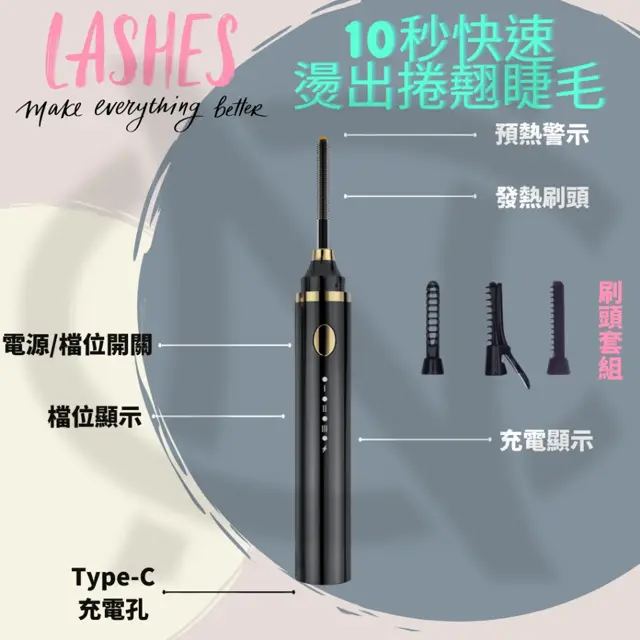 LASHES
make everything better
10秒快速
燙出捲翹睫毛
預熱警示
發熱刷頭
刷頭套組
電源/檔位開關
檔位顯示
充電顯示
Type-C
充電孔